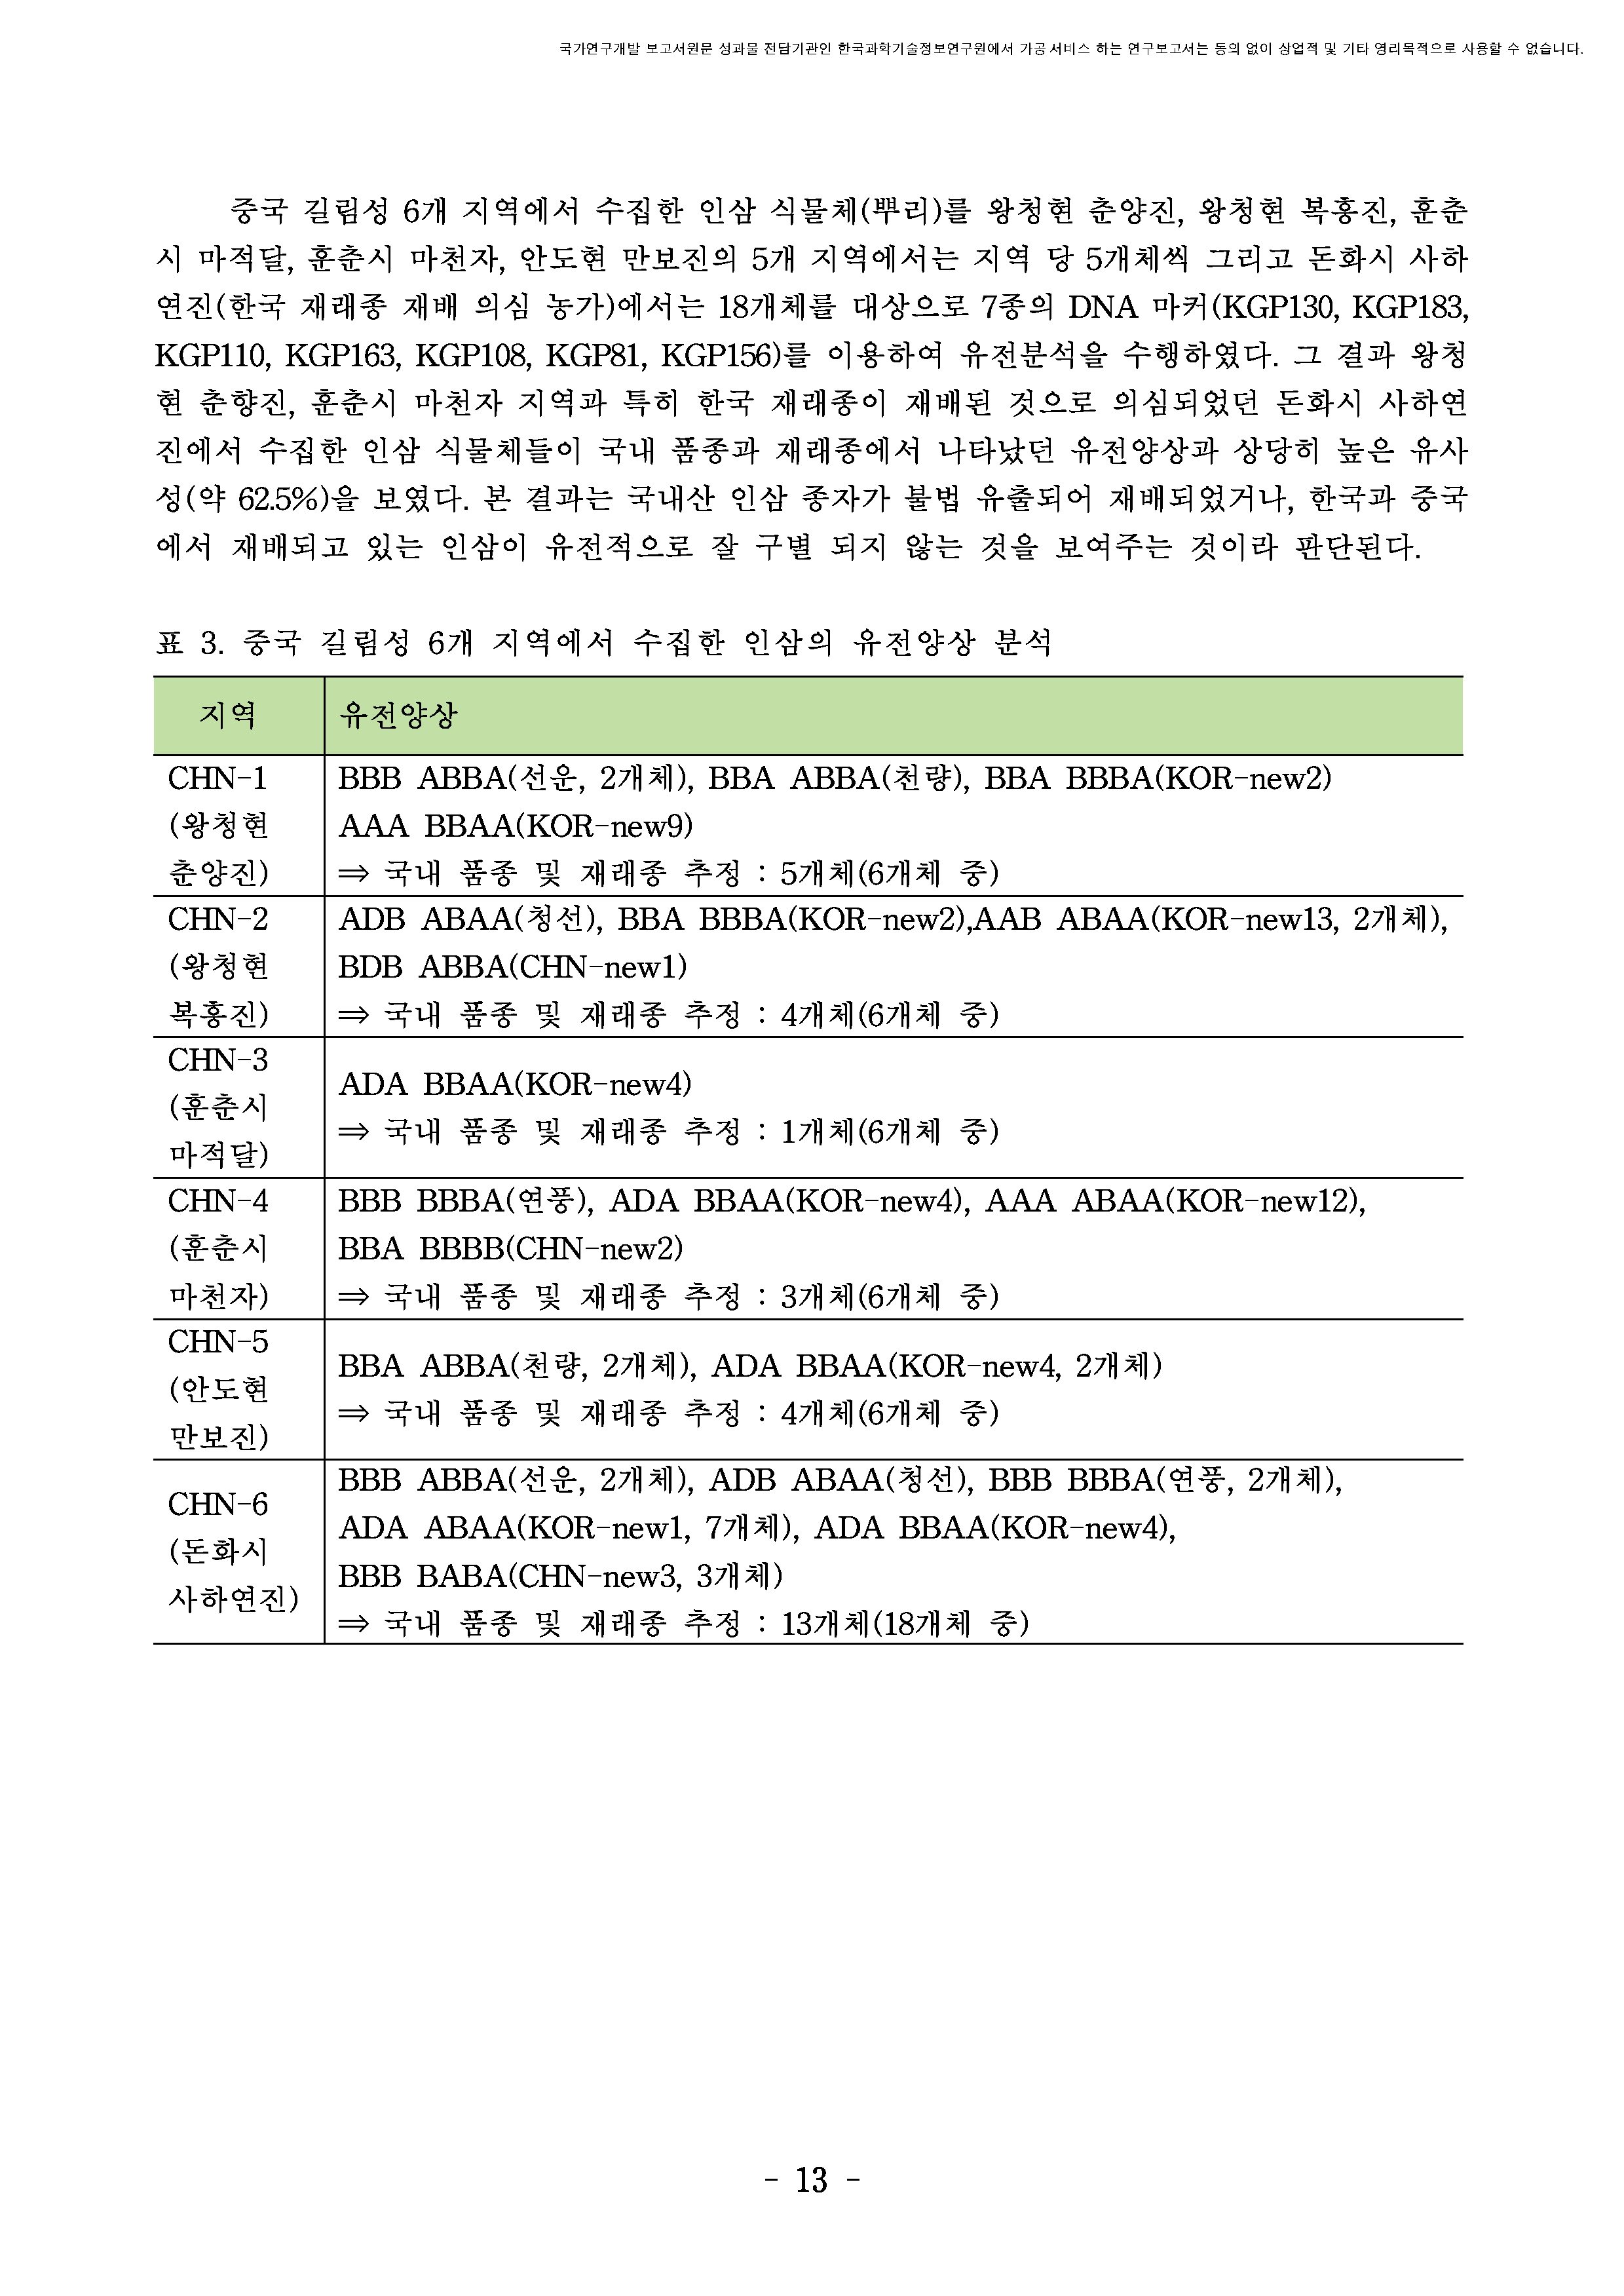 국가연구개발 보고서원문 성과물 전담기관인 한국과학기술정보연구원에서 가공·서비스 하는 연구보고서는 동의 없이 상업적 및 기타 영리목적으로 사용할 수 없습니다.
중국 길림성 6개 지역에서 수집한 인삼 식물체(뿌리)를 왕청현 춘양진, 왕청현 복흥진, 훈춘
시 마적달, 훈춘시 마천자, 안도현 만보진의 5개 지역에서는 지역 당 5개체씩 그리고 돈화시 사하
연진(한국 재래종 재배 의심 농가)에서는 18개체를 대상으로 7종의 DNA 마커(KGP130, KGP183,
KGP110, KGP163, KGP108, KGP81, KGP156)를 이용하여 유전분석을 수행하였다. 그 결과 왕청
현 춘향진, 훈춘시 마천자 지역과 특히 한국 재래종이 재배된 것으로 의심되었던 돈화시 사하연
진에서 수집한 인삼 식물체들이 국내 품종과 재래종에서 나타났던 유전양상과 상당히 높은 유사
성(약 62.5%)을 보였다. 본 결과는 국내산 인삼 종자가 불법 유출되어 재배되었거나, 한국과 중국
에서 재배되고 있는 인삼이 유전적으로 잘 구별 되지 않는 것을 보여주는 것이라 판단된다.
표 3. 중국 길림성 6개 지역에서 수집한 인삼의 유전양상 분석
지역 유전양상
CHN-1
(왕청현
춘양진)
BBB ABBA(선운, 2개체), BBA ABBA(천량), BBA BBBA(KOR-new2)
AAA BBAA(KOR-new9)
⇒ 국내 품종 및 재래종 추정 : 5개체(6개체 중)
CHN-2
(왕청현
복흥진)
ADB ABAA(청선), BBA BBBA(KOR-new2),AAB ABAA(KOR-new13, 2개체),
BDB ABBA(CHN-new1)
⇒ 국내 품종 및 재래종 추정 : 4개체(6개체 중)
CHN-3
(훈춘시
마적달)
ADA BBAA(KOR-new4)
⇒ 국내 품종 및 재래종 추정 : 1개체(6개체 중)
CHN-4
(훈춘시
마천자)
BBB BBBA(연풍), ADA BBAA(KOR-new4), AAA ABAA(KOR-new12),
BBA BBBB(CHN-new2)
⇒ 국내 품종 및 재래종 추정 : 3개체(6개체 중)
CHN-5
(안도현
만보진)
BBA ABBA(천량, 2개체), ADA BBAA(KOR-new4, 2개체)
⇒ 국내 품종 및 재래종 추정 : 4개체(6개체 중)
CHN-6
(돈화시
사하연진)
BBB ABBA(선운, 2개체), ADB ABAA(청선), BBB BBBA(연풍, 2개체),
ADA ABAA(KOR-new1, 7개체), ADA BBAA(KOR-new4),
BBB BABA(CHN-new3, 3개체)
⇒ 국내 품종 및 재래종 추정 : 13개체(18개체 중)
- 13 -